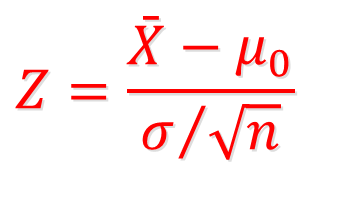 Z = (X̄ − μ₀) / (σ/√n)